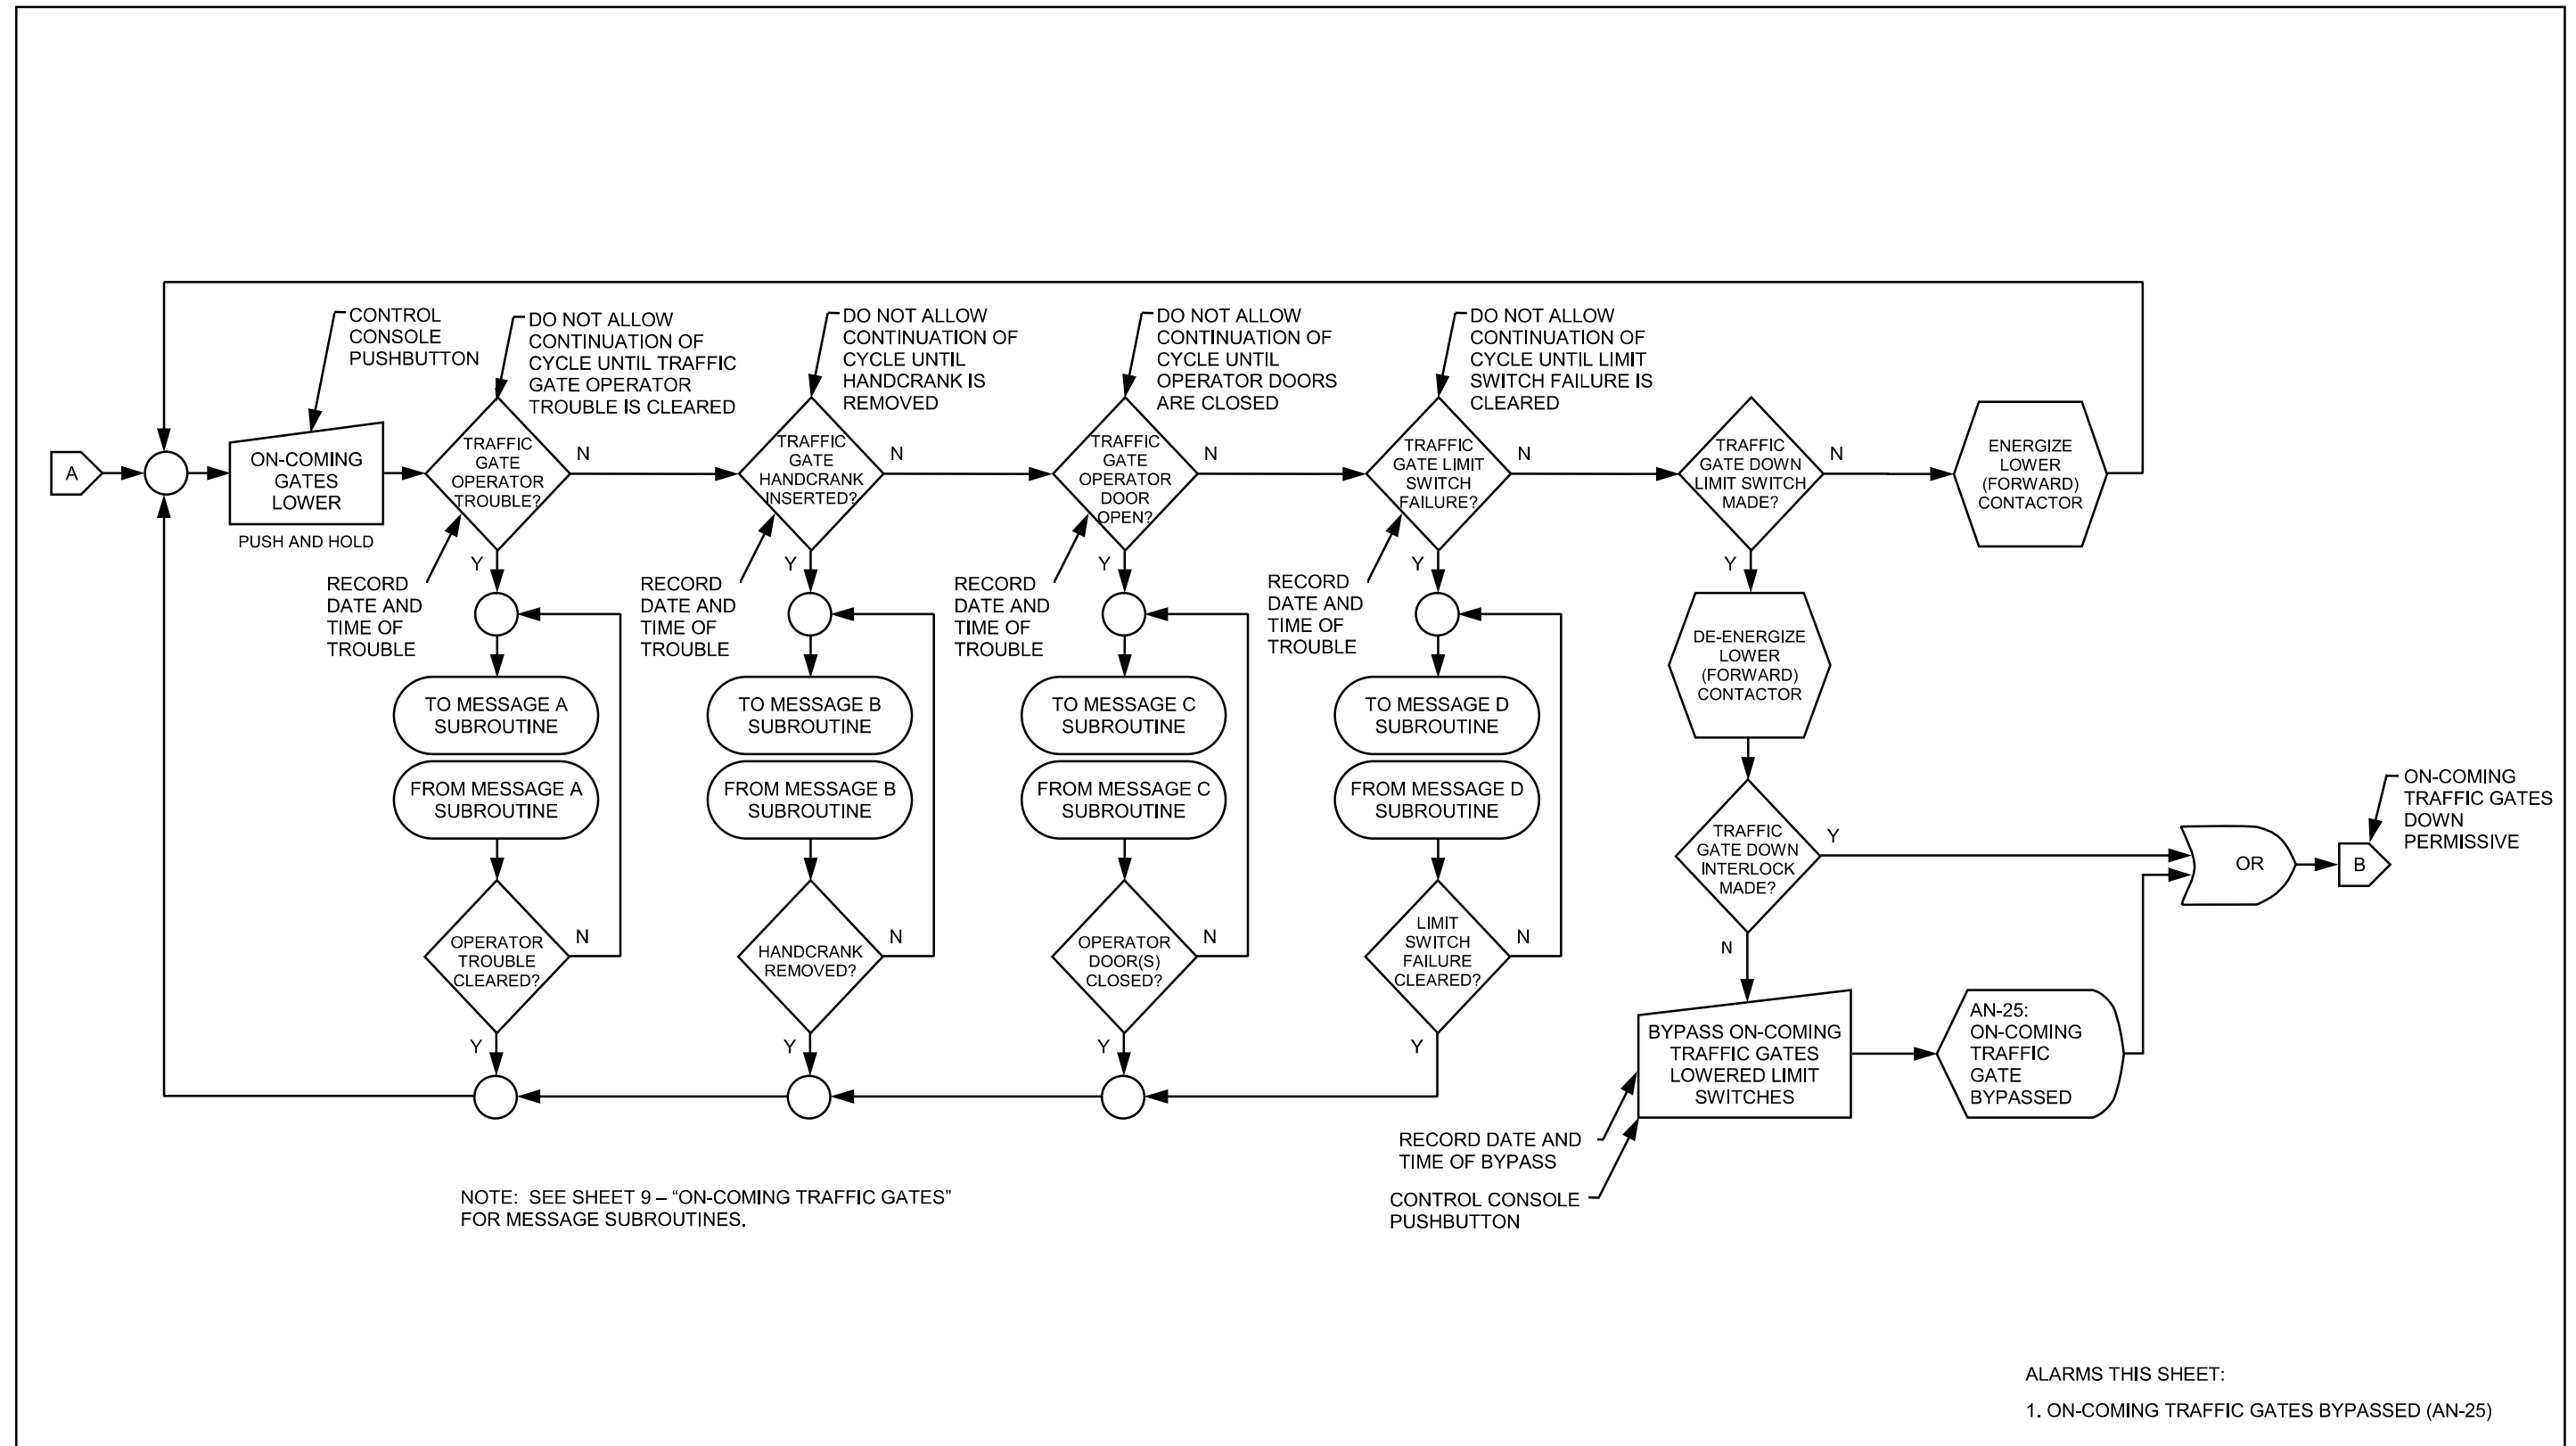 CONTROL
CONSOLE
PUSHBUTTON
DO NOT ALLOW
CONTINUATION OF
CYCLE UNTIL TRAFFIC
GATE OPERATOR
TROUBLE IS CLEARED
DO NOT ALLOW
CONTINUATION OF
CYCLE UNTIL
HANDCRANK IS
REMOVED
DO NOT ALLOW
CONTINUATION OF
CYCLE UNTIL
OPERATOR DOORS
ARE CLOSED
DO NOT ALLOW
CONTINUATION OF
CYCLE UNTIL LIMIT
SWITCH FAILURE IS
CLEARED
A
ON-COMING
GATES
LOWER
PUSH AND HOLD
TRAFFIC
GATE
OPERATOR
TROUBLE?
N
Y
TRAFFIC
GATE
HANDCRANK
INSERTED?
N
Y
TRAFFIC
GATE
OPERATOR
DOOR
OPEN?
N
Y
TRAFFIC
GATE LIMIT
SWITCH
FAILURE?
N
Y
TRAFFIC
GATE DOWN
LIMIT SWITCH
MADE?
N
Y
ENERGIZE
LOWER
(FORWARD)
CONTACTOR
RECORD
DATE AND
TIME OF
TROUBLE
RECORD
DATE AND
TIME OF
TROUBLE
RECORD
DATE AND
TIME OF
TROUBLE
RECORD
DATE AND
TIME OF
TROUBLE
DE-ENERGIZE
LOWER
(FORWARD)
CONTACTOR
TO MESSAGE A
SUBROUTINE
TO MESSAGE B
SUBROUTINE
TO MESSAGE C
SUBROUTINE
TO MESSAGE D
SUBROUTINE
FROM MESSAGE A
SUBROUTINE
FROM MESSAGE B
SUBROUTINE
FROM MESSAGE C
SUBROUTINE
FROM MESSAGE D
SUBROUTINE
TRAFFIC
GATE DOWN
INTERLOCK
MADE?
Y
N
OR
B
ON-COMING
TRAFFIC GATES
DOWN
PERMISSIVE
OPERATOR
TROUBLE
CLEARED?
N
Y
HANDCRANK
REMOVED?
N
Y
OPERATOR
DOOR(S)
CLOSED?
N
Y
LIMIT
SWITCH
FAILURE
CLEARED?
N
Y
BYPASS ON-COMING
TRAFFIC GATES
LOWERED LIMIT
SWITCHES
AN-25:
ON-COMING
TRAFFIC
GATE
BYPASSED
RECORD DATE AND
TIME OF BYPASS
CONTROL CONSOLE
PUSHBUTTON
NOTE: SEE SHEET 9 – “ON-COMING TRAFFIC GATES”
FOR MESSAGE SUBROUTINES.
ALARMS THIS SHEET:
1. ON-COMING TRAFFIC GATES BYPASSED (AN-25)